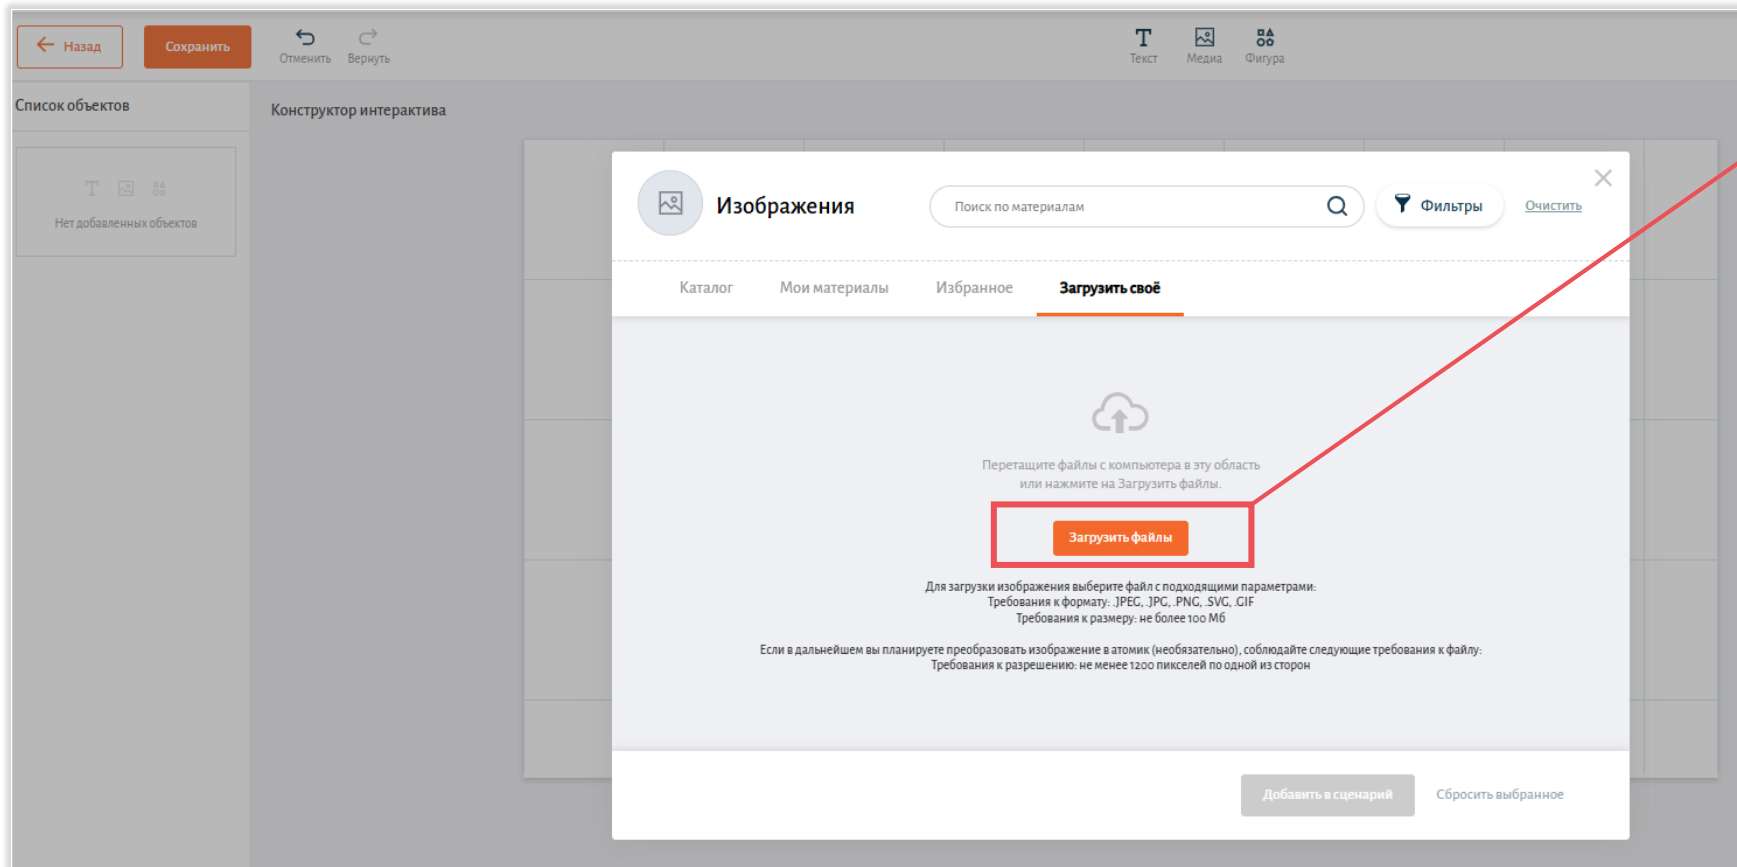 Назад
Сохранить
Отменить
Вернуть
Текст
Медиа
Фигура
Список объектов
Конструктор интерактива
Нет добавленных объектов
Изображения
Поиск по материалам
Фильтры
Очистить
Каталог
Мои материалы
Избранное
Загрузить своё
Перетащите файлы с компьютера в эту область
или нажмите на Загрузить файлы.
Загрузить файлы
Для загрузки изображения выберите файл с подходящими параметрами:
Требования к формату: .JPEG, .JPG, .PNG, .SVG, .GIF
Требования к размеру: не более 100 Мб
Если в дальнейшем вы планируете преобразовать изображение в атомик (необязательно), соблюдайте следующие требования к файлу:
Требования к разрешению: не менее 1200 пикселей по одной из сторон
Добавить в сценарий
Сбросить выбранное